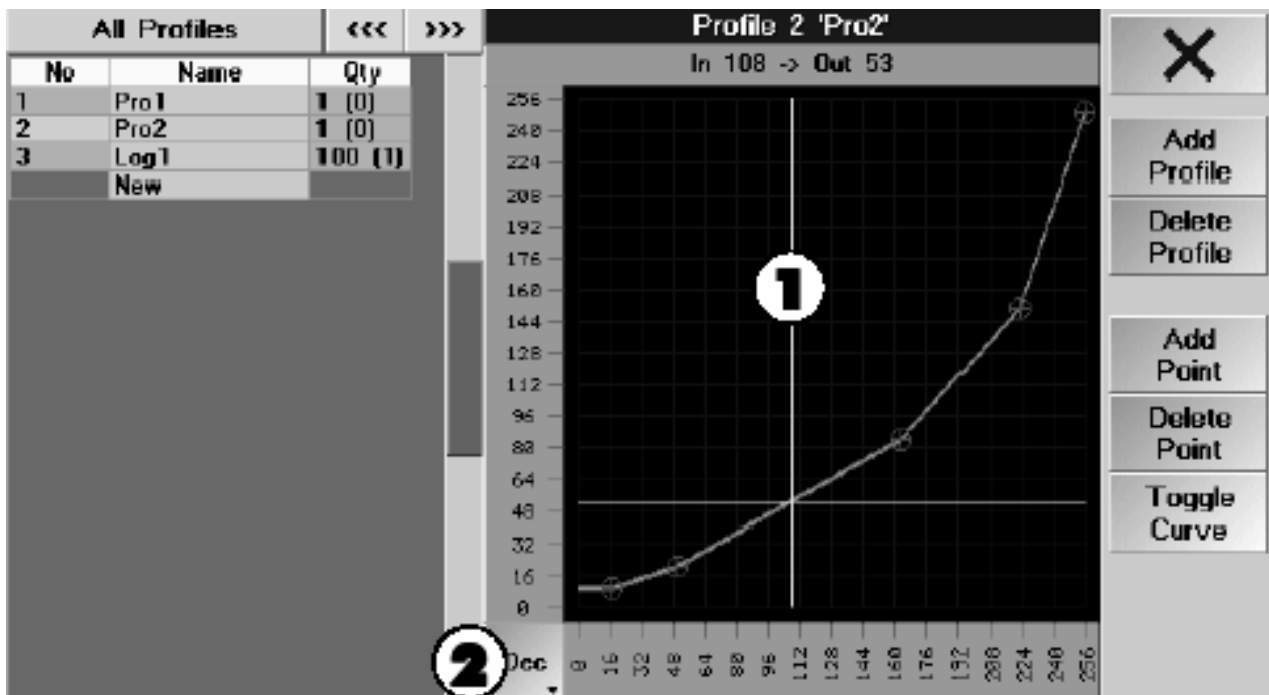 All Profiles <<< >>>
No Name Qty
1 Pro1 1 (0)
2 Pro2 1 (0)
3 Log1 100 (1)
New
Profile 2 'Pro2'
In 108 -> Out 53
256
240
224
208
192
176
160
144
128
112
96
80
64
48
32
16
0
1
2
Dec
0 16 32 48 64 80 96 112 128 144 160 176 192 208 224 240 256
Add
Profile
Delete
Profile
Add
Point
Delete
Point
Toggle
Curve